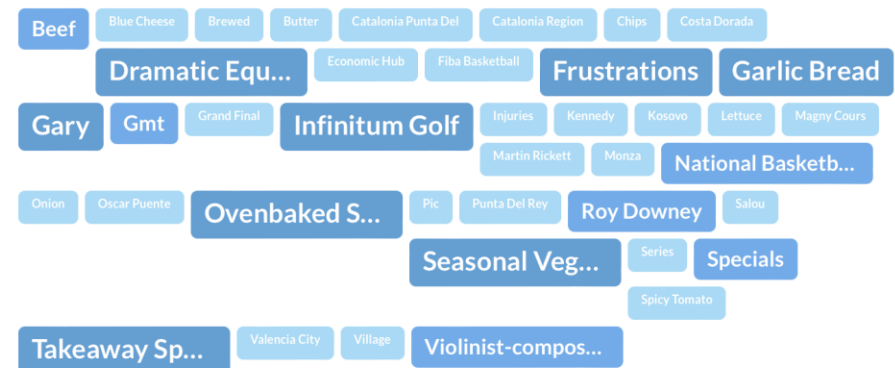 Beef Blue Cheese Brewed Butter Catalonia Punta Del Catalonia Region Chips Costa Dorada
Dramatic Equ... Economic Hub Fiba Basketball Frustrations Garlic Bread
Gary Gmt Grand Final Infinitum Golf Injuries Kennedy Kosovo Lettuce Magny Cours
Martin Rickett Monza National Basketb...
Onion Oscar Puente Ovenbaked S... Pic Punta Del Rey Roy Downey Salou
Seasonal Veg... Series Specials
Spicy Tomato
Takeaway Sp... Valencia City Village Violinist-compos...